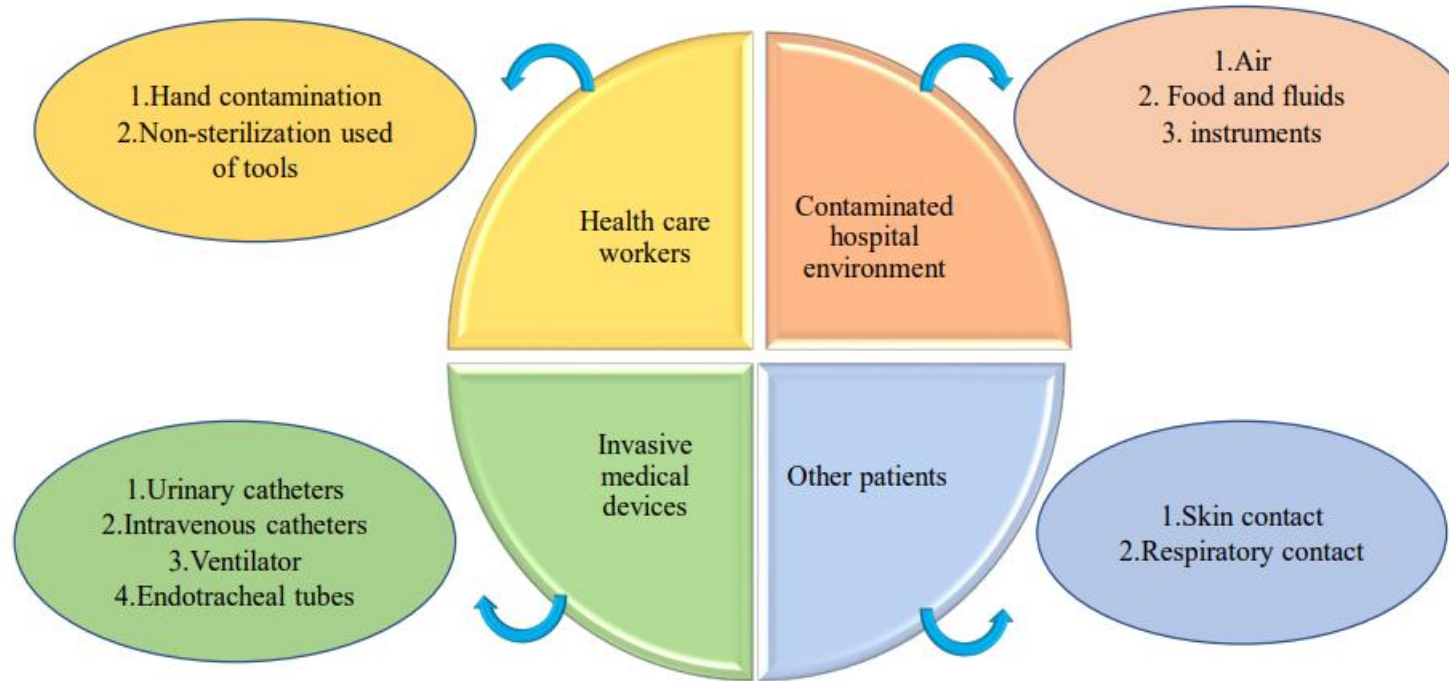 1.Hand contamination
2.Non-sterilization used
of tools
Health care
workers
Contaminated
hospital
environment
1.Air
2. Food and fluids
3. instruments
1.Urinary catheters
2.Intravenous catheters
3.Ventilator
4.Endotracheal tubes
Invasive
medical
devices
Other patients
1.Skin contact
2.Respiratory contact